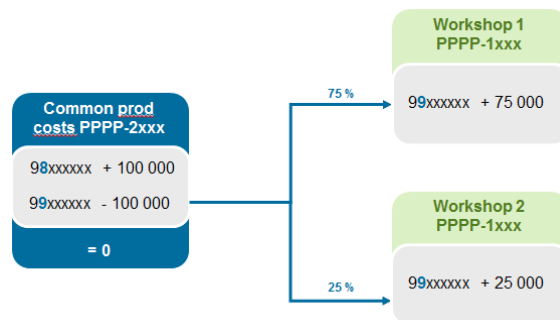 Workshop 1
PPPP-1xxx
75 %
99xxxxxx + 75 000
Common prod
costs PPPP-2xxx
98xxxxxx + 100 000
99xxxxxx - 100 000
= 0
Workshop 2
PPPP-1xxx
25 %
99xxxxxx + 25 000